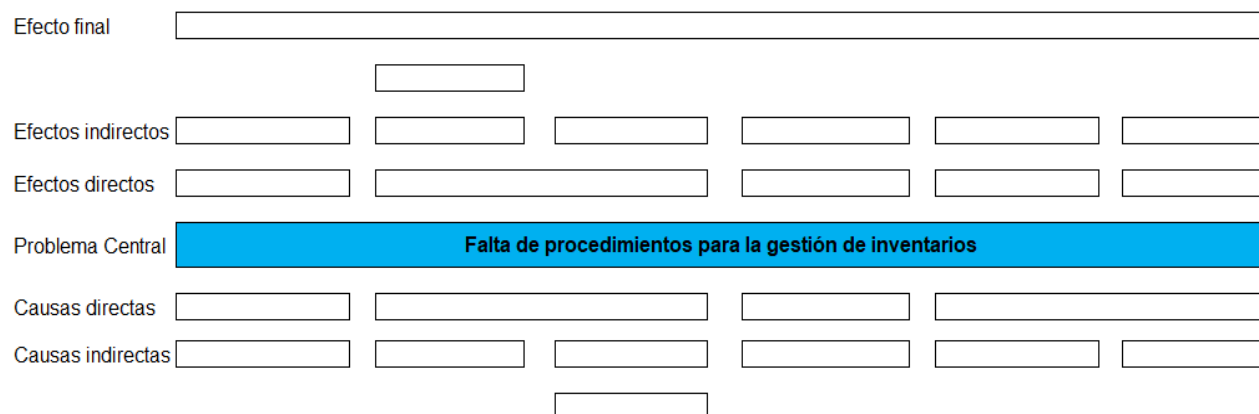 Efecto final
Efectos indirectos
Efectos directos
Problema Central
Falta de procedimientos para la gestión de inventarios
Causas directas
Causas indirectas